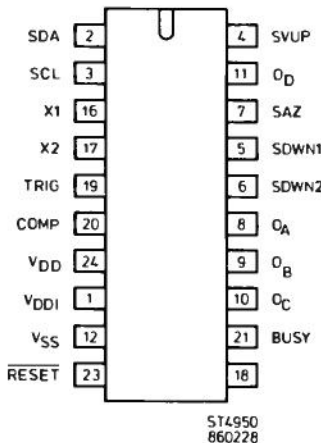 SDA 2 4 SVUP
SCL 3 11 OD
X1 16 7 SAZ
X2 17 5 SDWN1
TRIG 19 6 SDWN2
COMP 20 8 OA
VDD 24 9 OB
VDDI 1 10 OC
VSS 12 21 BUSY
RESET 23 18
ST4950
860228